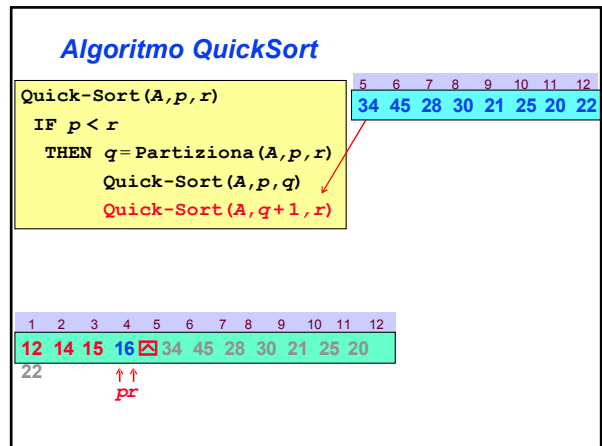 Algoritmo QuickSort
Quick-Sort(A,p,r)
IF p < r
THEN q = Partiziona(A,p,r)
Quick-Sort(A,p,q)
Quick-Sort(A,q+1,r)
5 6 7 8 9 10 11 12
34 45 28 30 21 25 20 22
1 2 3 4 5 6 7 8 9 10 11 12
12 14 15 16 34 45 28 30 21 25 20
22
pr